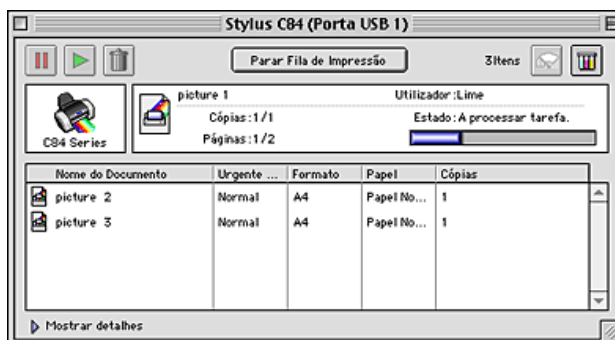 Stylus C84 (Porta USB 1)
Parar Fila de Impressão
3Itens
picture 1
Utilizador :Lime
Cópias:1/1
Estado:A processar tarefa.
Páginas:1/2
C84 Series
Nome do Documento Urgente ... Formato Papel Cópias
picture 2 Normal A4 Papel No... 1
picture 3 Normal A4 Papel No... 1
Mostrar detalhes